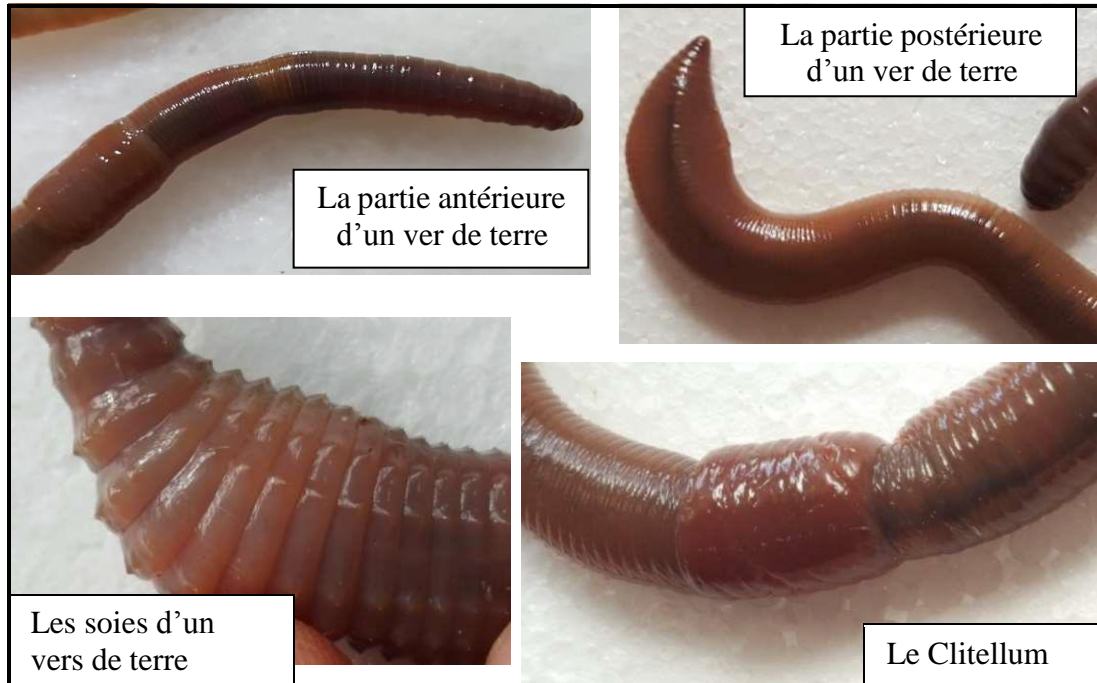 La partie antérieure
d'un ver de terre
La partie postérieure
d'un ver de terre
Les soies d'un
vers de terre
Le Clitellum